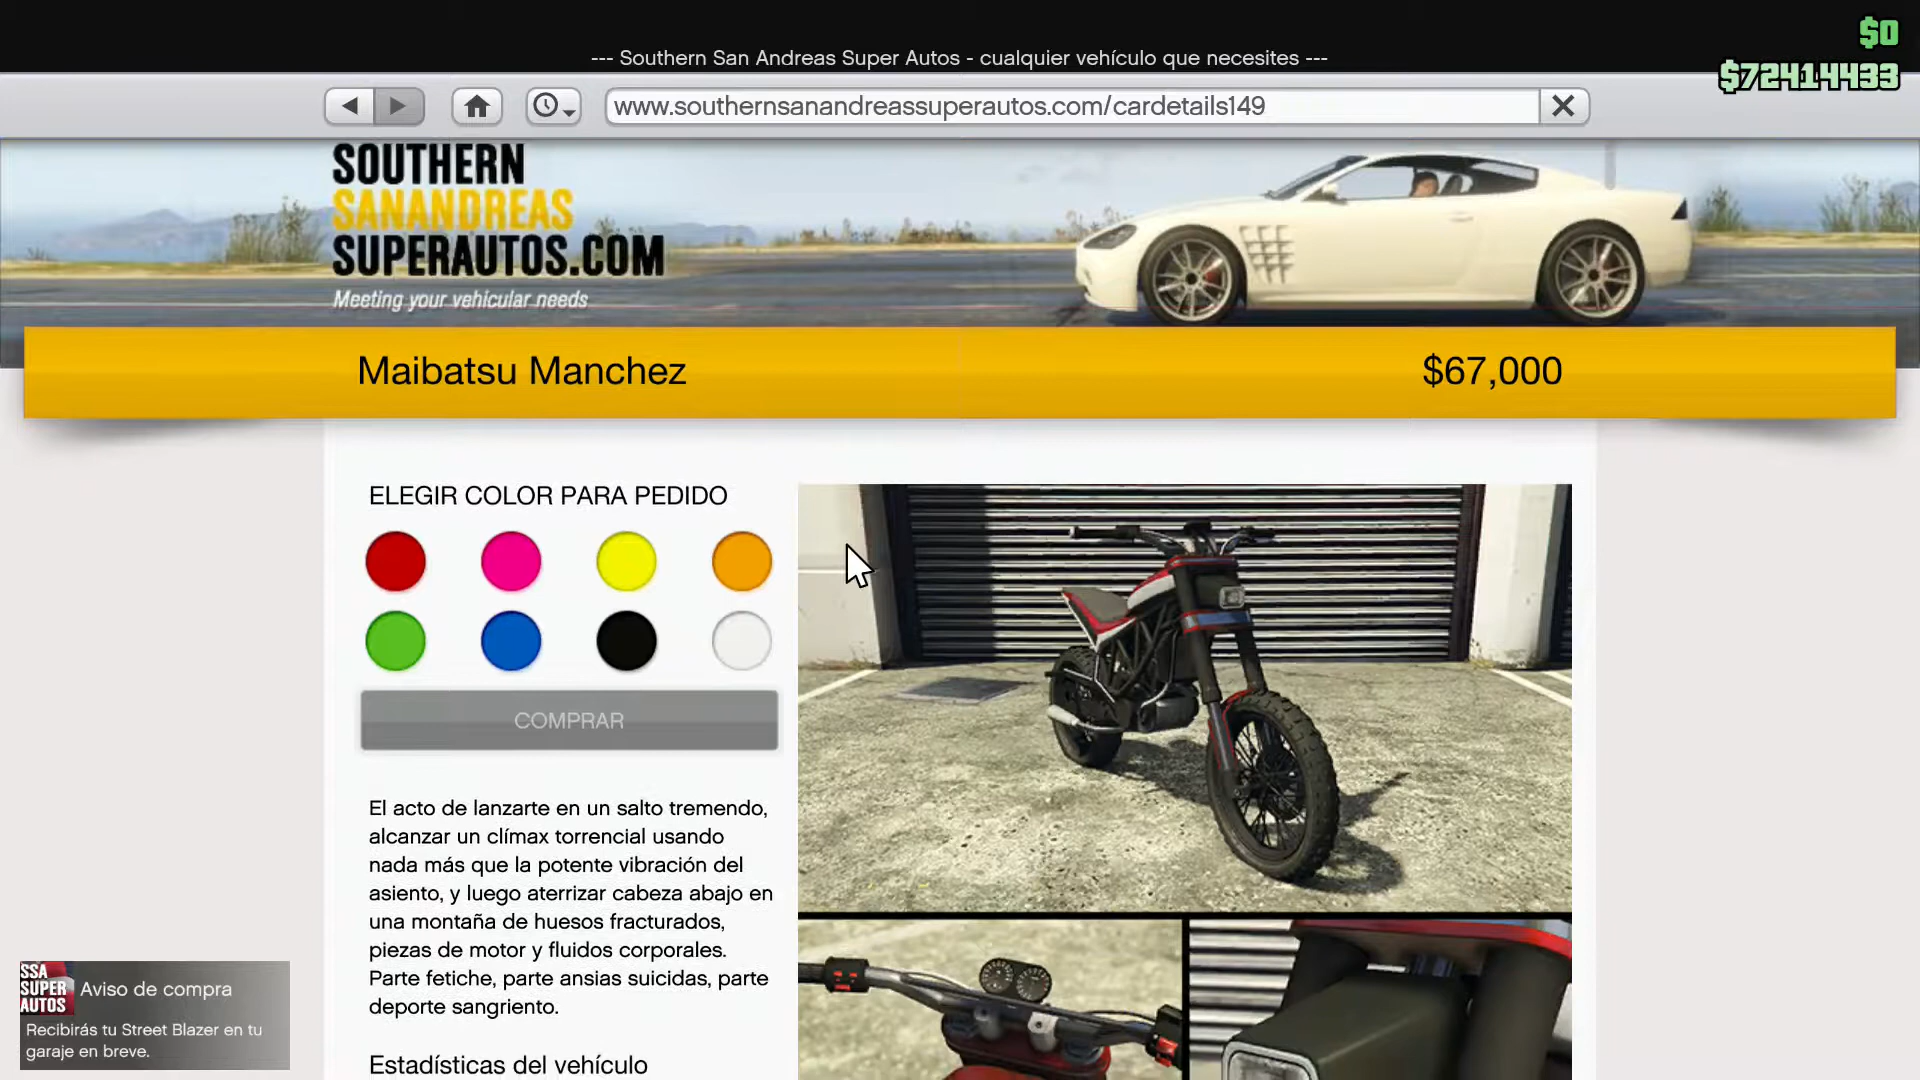 $0
--- Southern San Andreas Super Autos - cualquier vehículo que necesites ---
$72414433
www.southernsanandreassuperautos.com/cardetails149
SOUTHERN
SANANDREAS
SUPERAUTOS.COM
Meeting your vehicular needs
Maibatsu Manchez
$67,000
ELEGIR COLOR PARA PEDIDO
COMPRAR
El acto de lanzarte en un salto tremendo,
alcanzar un clímax torrencial usando
nada más que la potente vibración del
asiento, y luego aterrizar cabeza abajo en
una montaña de huesos fracturados,
piezas de motor y fluidos corporales.
Parte fetiche, parte ansias suicidas, parte
deporte sangriento.
Estadísticas del vehículo
SSA
SUPER
AUTOS
Aviso de compra
Recibirás tu Street Blazer en tu
garaje en breve.